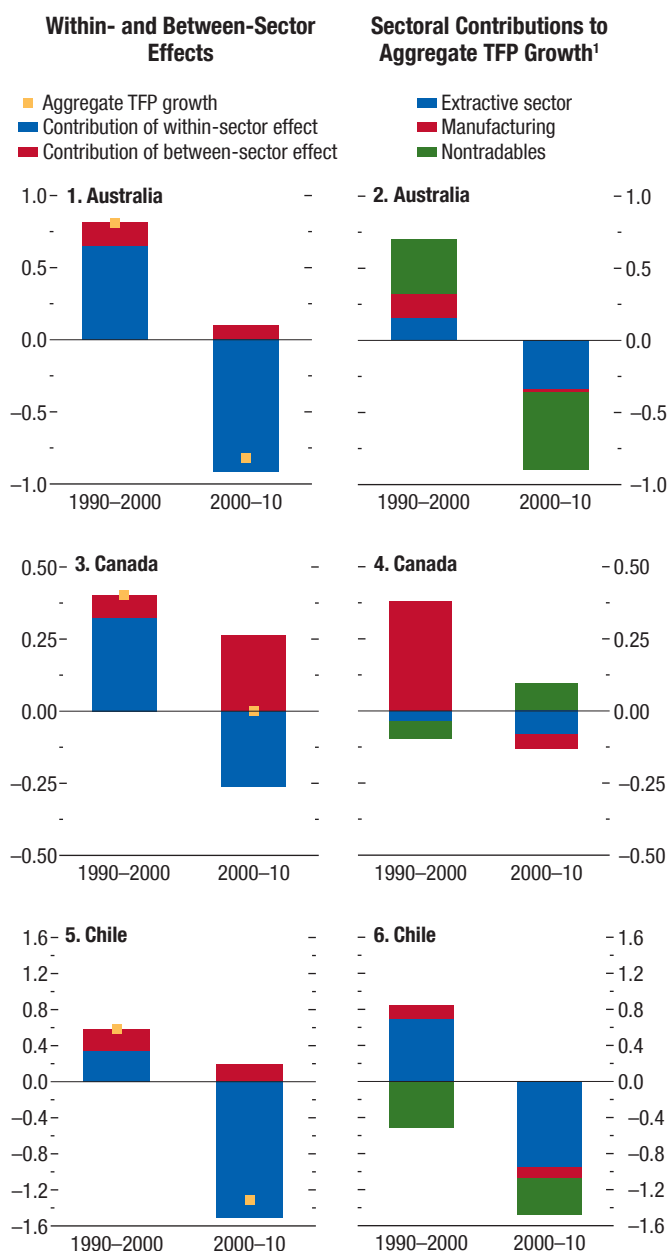 Within- and Between-Sector
Effects
Sectoral Contributions to
Aggregate TFP Growth¹
Aggregate TFP growth
Contribution of within-sector effect
Contribution of between-sector effect
Extractive sector
Manufacturing
Nontradables
1. Australia
1.0
0.5
0.0
–0.5
–1.0
1990–2000 2000–10
2. Australia
1.0
0.5
0.0
–0.5
–1.0
1990–2000 2000–10
3. Canada
0.50
0.25
0.00
–0.25
–0.50
1990–2000 2000–10
4. Canada
0.50
0.25
0.00
–0.25
–0.50
1990–2000 2000–10
5. Chile
1.6
1.2
0.8
0.4
0.0
–0.4
–0.8
–1.2
–1.6
1990–2000 2000–10
6. Chile
1.6
1.2
0.8
0.4
0.0
–0.4
–0.8
–1.2
–1.6
1990–2000 2000–10